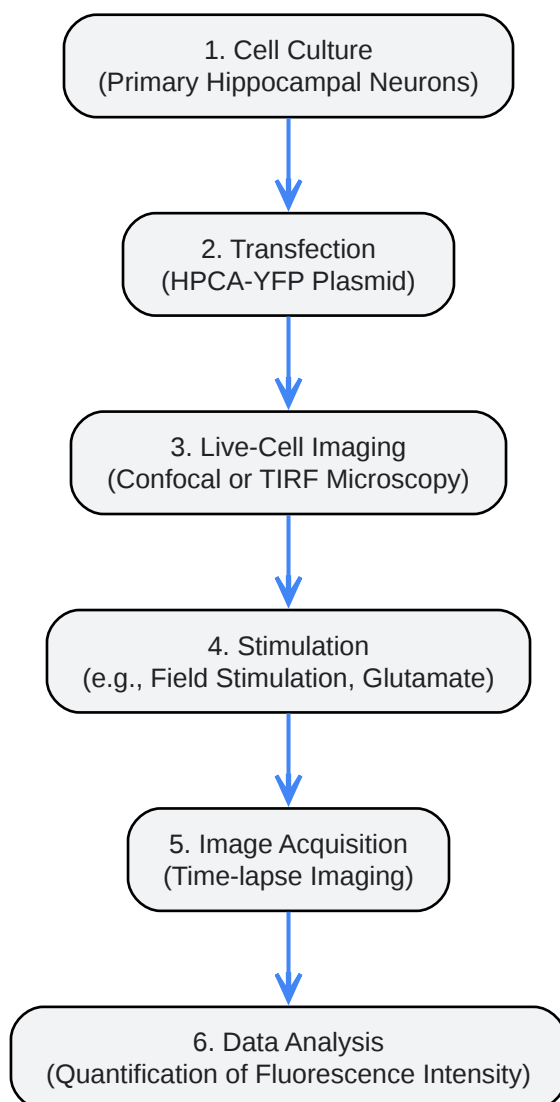 1. Cell Culture
(Primary Hippocampal Neurons)
2. Transfection
(HPCA-YFP Plasmid)
3. Live-Cell Imaging
(Confocal or TIRF Microscopy)
4. Stimulation
(e.g., Field Stimulation, Glutamate)
5. Image Acquisition
(Time-lapse Imaging)
6. Data Analysis
(Quantification of Fluorescence Intensity)